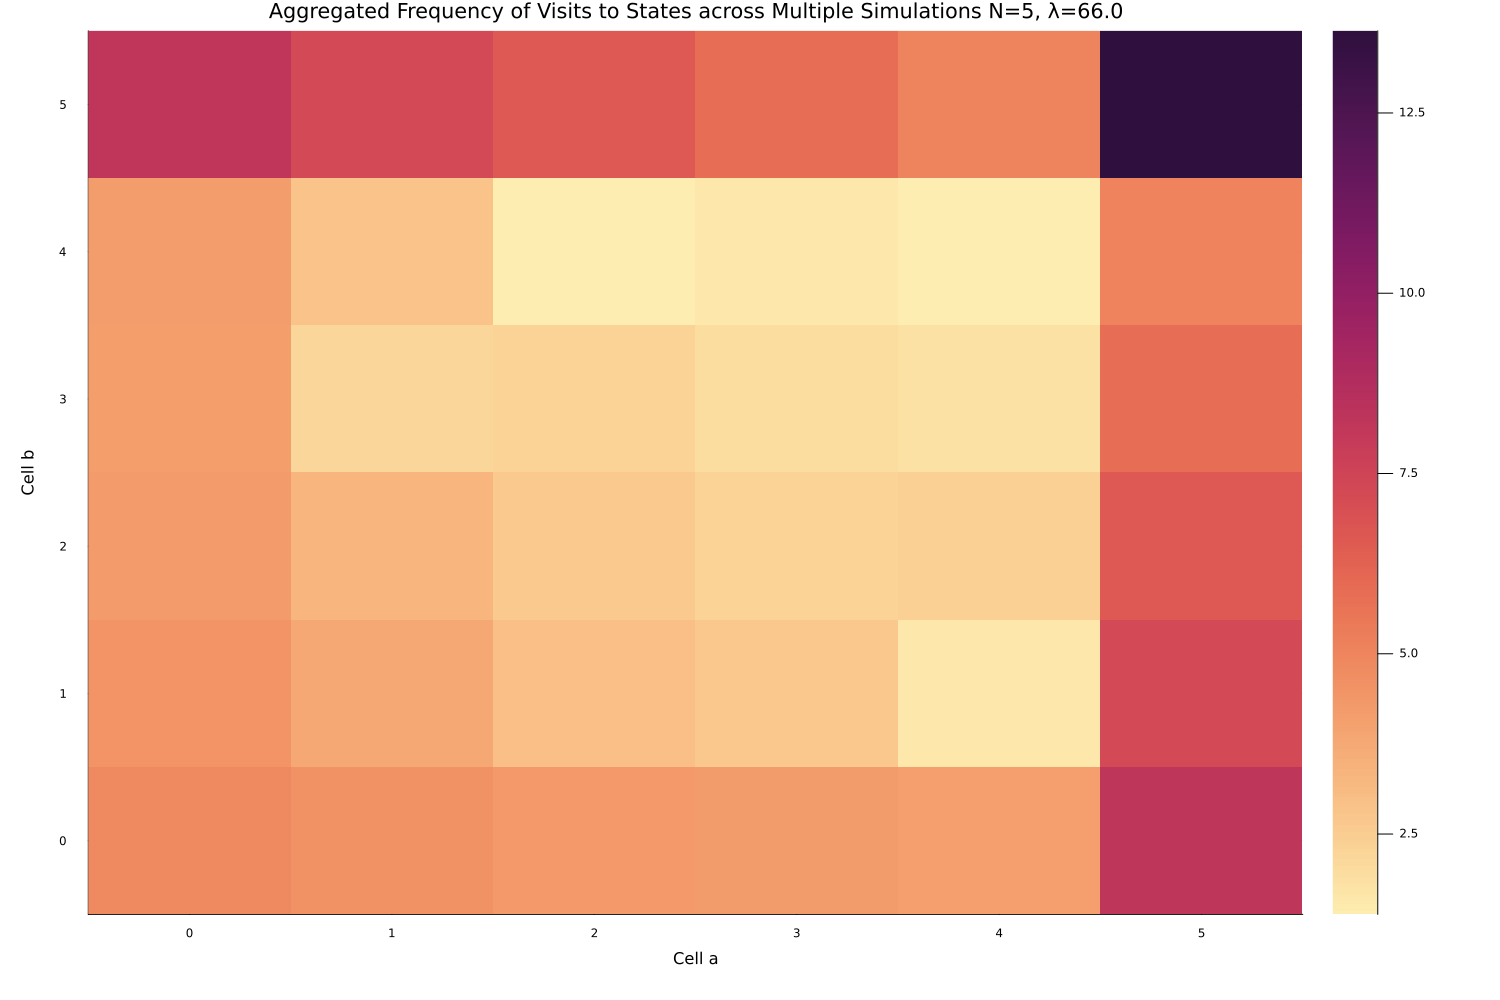 Aggregated Frequency of Visits to States across Multiple Simulations N=5, λ=66.0
5
4
3
2
1
0
Cell b
0 1 2 3 4 5
Cell a
12.5
10.0
7.5
5.0
2.5